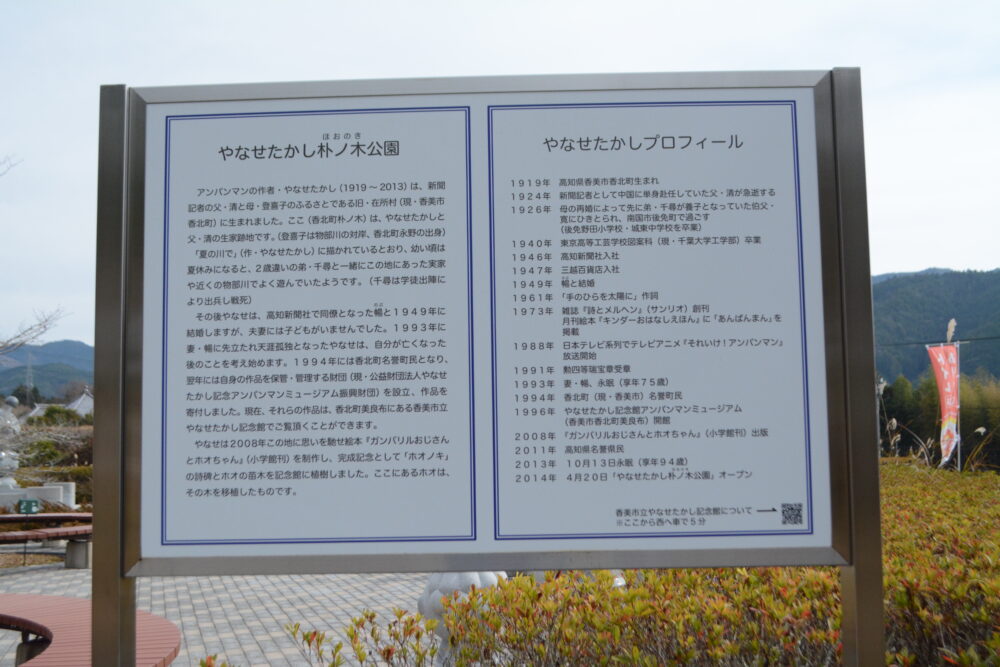 ほおのき
やなせたかし朴ノ木公園
アンパンマンの作者・やなせたかし（1919～2013）は、新聞
記者の父・清と母・登喜子のふるさとである旧・在所村（現・香美市
香北町）に生まれました。ここ（香北町朴ノ木）は、やなせたかしと
父・清の生家跡地です。（登喜子は物部川の対岸、香北町永野の出身）
「夏の川で」（作・やなせたかし）に描かれているとおり、幼い頃は
夏休みになると、２歳違いの弟・千尋と一緒にこの地にあった実家
や近くの物部川でよく遊んでいたようです。（千尋は学徒出陣に
より出兵し戦死）
その後やなせは、高知新聞社で同僚となった暢と1949年に
結婚しますが、夫妻には子どもがいませんでした。1993年に
妻・暢に先立たれ天涯孤独となったやなせは、自分が亡くなった
後のことを考え始めます。1994年には香北町名誉町民となり、
翌年には自身の作品を保管・管理する財団（現・公益財団法人やなせ
たかし記念アンパンマンミュージアム振興財団）を設立、作品を
寄付しました。現在、それらの作品は、香北町美良布にある香美市立
やなせたかし記念館でご覧頂くことができます。
やなせは2008年この地に思いを馳せ絵本『ガンバリルおじさん
とホオちゃん』（小学館刊）を制作し、完成記念として「ホオノキ」
の詩碑とホオの苗木を記念館に植樹しました。ここにあるホオは、
その木を移植したものです。
やなせたかしプロフィール
1919年 高知県香美市香北町生まれ
1924年 新聞記者として中国に単身赴任していた父・清が急逝する
1926年 母の再婚によって先に弟・千尋が養子となっていた伯父・
寛にひきとられ、南国市後免町で過ごす
（後免野田小学校・城東中学校を卒業）
1940年 東京高等工芸学校図案科（現・千葉大学工学部）卒業
1946年 高知新聞社入社
1947年 三越百貨店入社
1949年 暢と結婚
1961年 「手のひらを太陽に」作詞
1973年 雑誌『詩とメルヘン』（サンリオ）創刊
月刊絵本『キンダーおはなしえほん』に「あんぱんまん」を
掲載
1988年 日本テレビ系列でテレビアニメ『それいけ！アンパンマン』
放送開始
1991年 勲四等瑞宝章受章
1993年 妻・暢、永眠（享年７５歳）
1994年 香北町（現・香美市）名誉町民
1996年 やなせたかし記念館アンパンマンミュージアム
（香美市香北町美良布）開館
2008年 『ガンバリルおじさんとホオちゃん』（小学館刊）出版
2011年 高知県名誉県民
2013年 １０月１３日永眠（享年９４歳）
2014年 ４月２０日「やなせたかし朴ノ木公園」オープン
香美市立やなせたかし記念館について
※ここから西へ車で５分